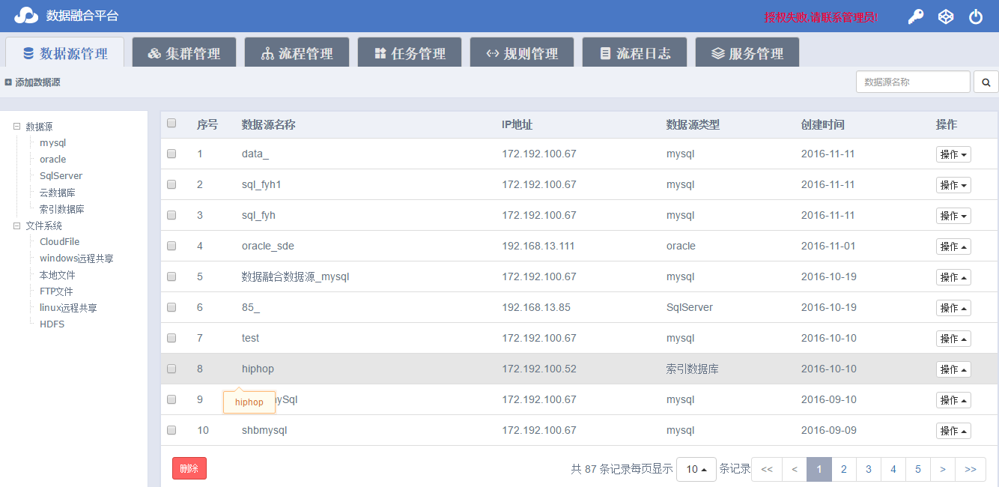 数据融合平台
授权失败,请联系管理员!
数据源管理 集群管理 流程管理 任务管理 规则管理 流程日志 服务管理
添加数据源 数据源名称
数据源
mysql
oracle
SqlServer
云数据库
索引数据库
文件系统
CloudFile
windows远程共享
本地文件
FTP文件
linux远程共享
HDFS
序号 数据源名称 IP地址 数据源类型 创建时间 操作
1 data_ 172.192.100.67 mysql 2016-11-11 操作
2 sql_fyh1 172.192.100.67 mysql 2016-11-11 操作
3 sql_fyh 172.192.100.67 mysql 2016-11-11 操作
4 oracle_sde 192.168.13.111 oracle 2016-11-01 操作
5 数据融合数据源_mysql 172.192.100.67 mysql 2016-10-19 操作
6 85_ 192.168.13.85 SqlServer 2016-10-19 操作
7 test 172.192.100.67 mysql 2016-10-10 操作
8 hiphop 172.192.100.52 索引数据库 2016-10-10 操作
9 172.192.100.67 mysql 2016-09-10 操作
hiphop
10 shbmysql 172.192.100.67 mysql 2016-09-09 操作
删除 共 87 条记录每页显示 10 条记录 << < 1 2 3 4 5 > >>